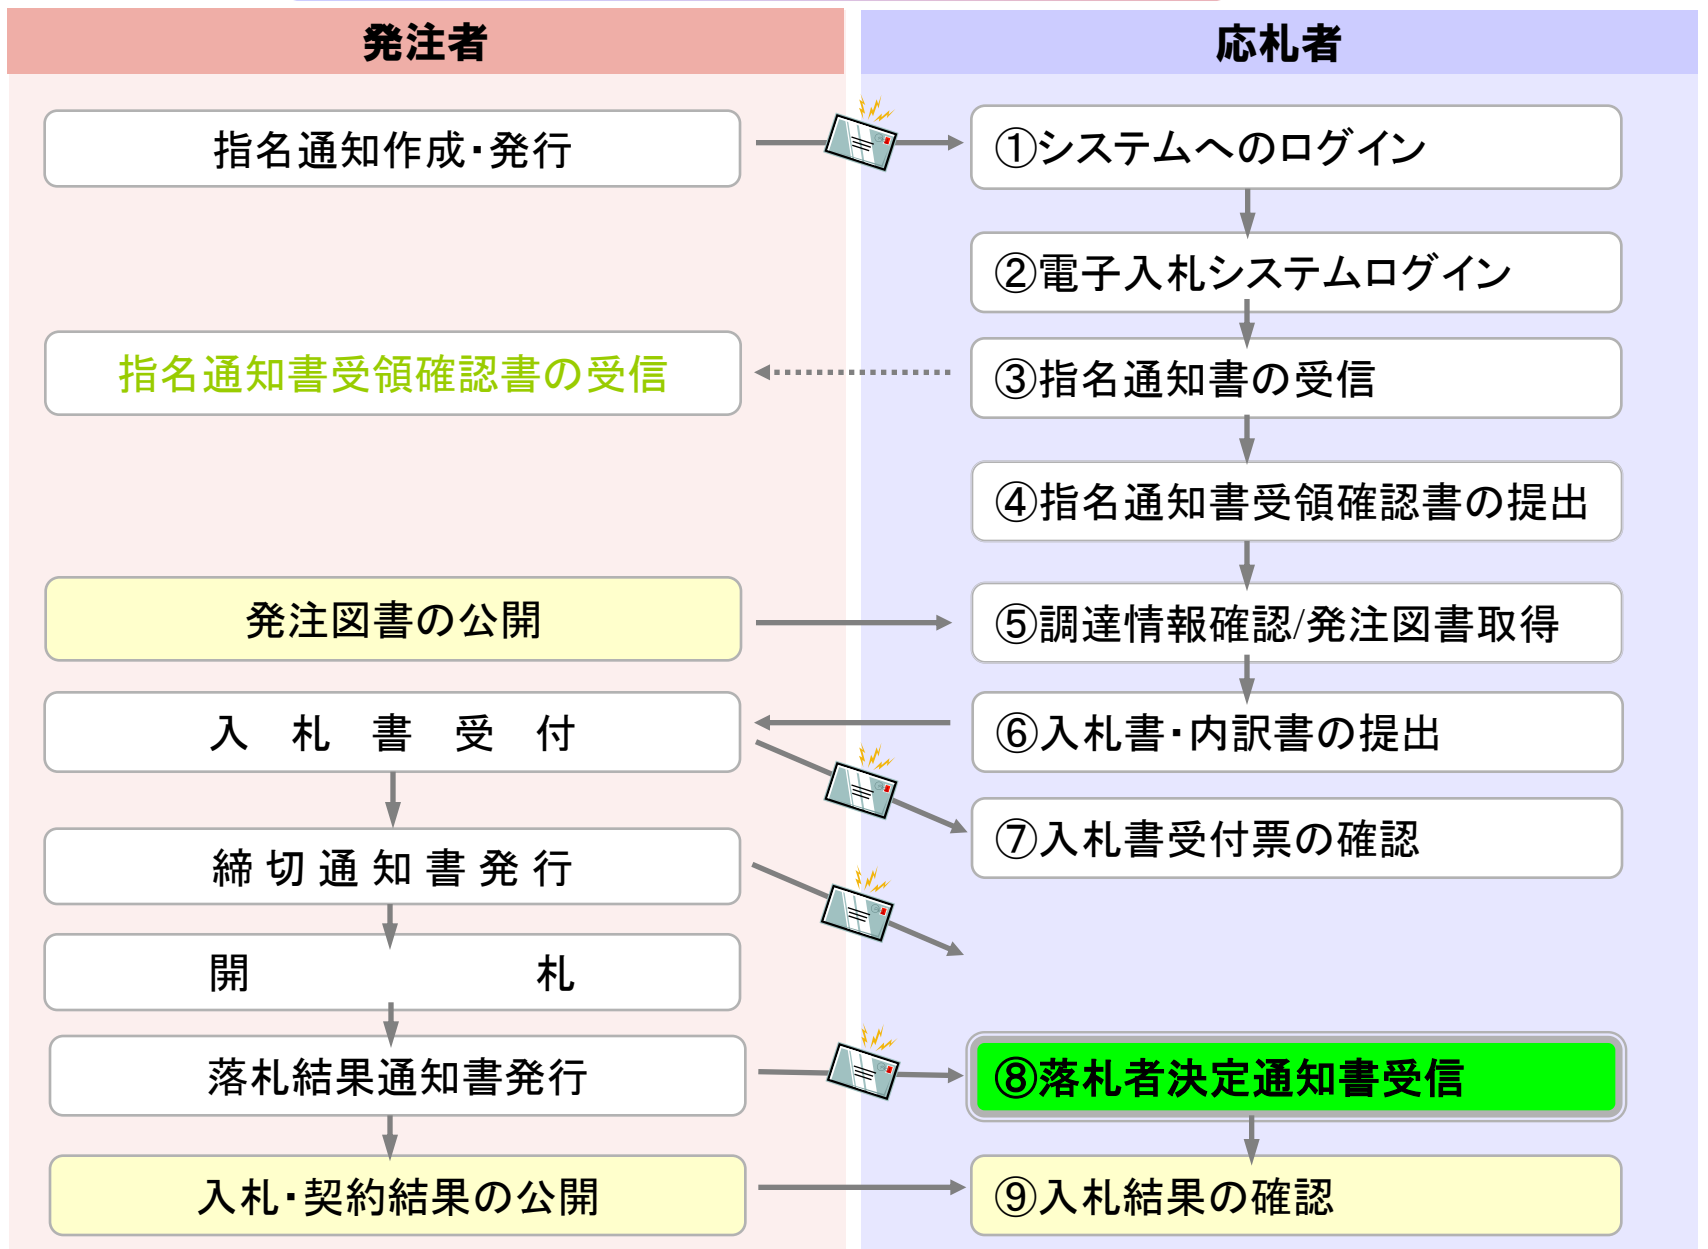 発注者
応札者
指名通知作成・発行
①システムへのログイン
②電子入札システムログイン
指名通知書受領確認書の受信
③指名通知書の受信
④指名通知書受領確認書の提出
発注図書の公開
⑤調達情報確認/発注図書取得
入　札　書　受　付
⑥入札書・内訳書の提出
⑦入札書受付票の確認
締 切 通 知 書 発 行
開　　　　　　　札
落札結果通知書発行
⑧落札者決定通知書受信
入札・契約結果の公開
⑨入札結果の確認